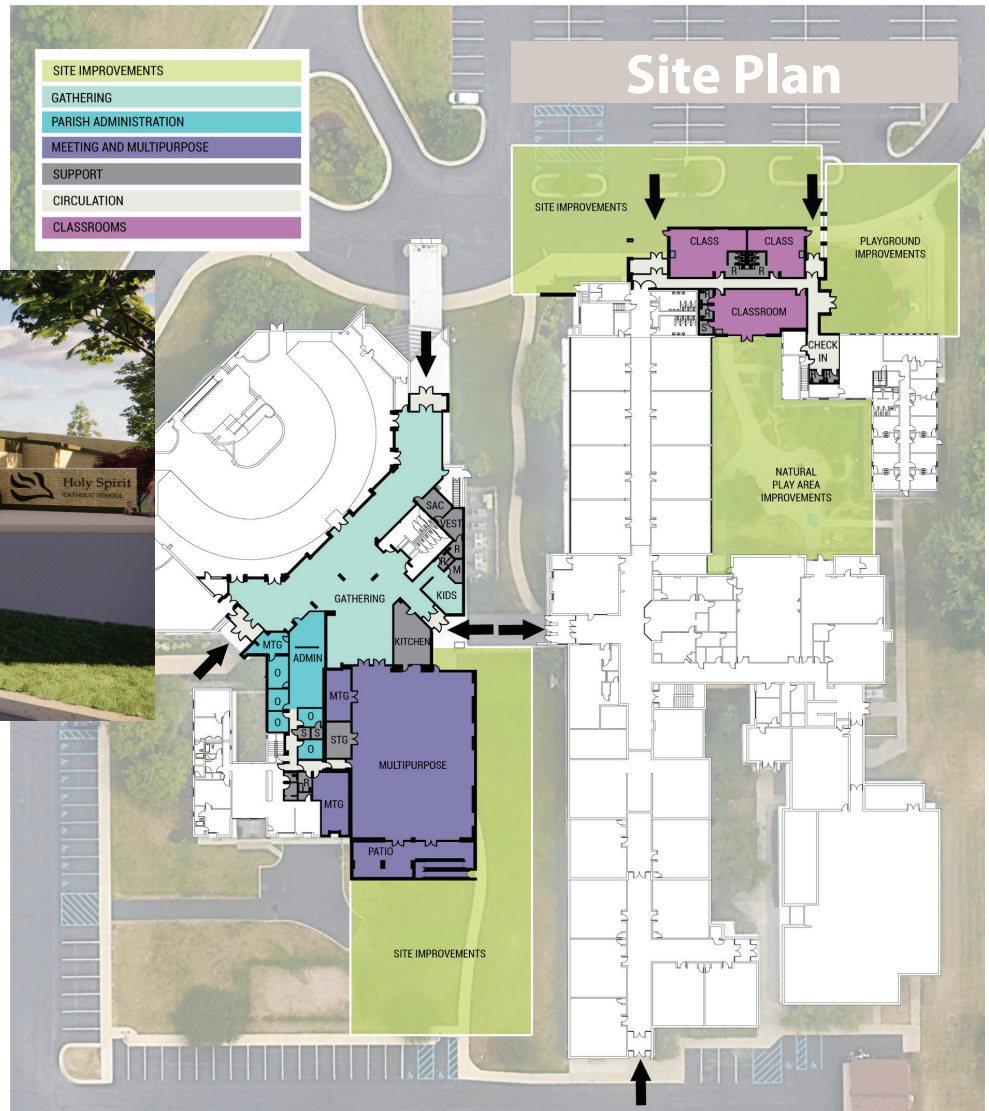 Site Plan
SITE IMPROVEMENTS
GATHERING
PARISH ADMINISTRATION
MEETING AND MULTIPURPOSE
SUPPORT
CIRCULATION
CLASSROOMS
SITE IMPROVEMENTS
CLASS
CLASS
R
R
PLAYGROUND
IMPROVEMENTS
R
R
S
CLASSROOM
CHECK
IN
R
R
NATURAL
PLAY AREA
IMPROVEMENTS
Holy Spirit
CATHOLIC SCHOOL
SAC
VEST
R
R
M
KIDS
GATHERING
KITCHEN
MTG
ADMIN
O
O
O
O
S
S
O
MTG
STG
MULTIPURPOSE
R
MTG
PATIO
SITE IMPROVEMENTS